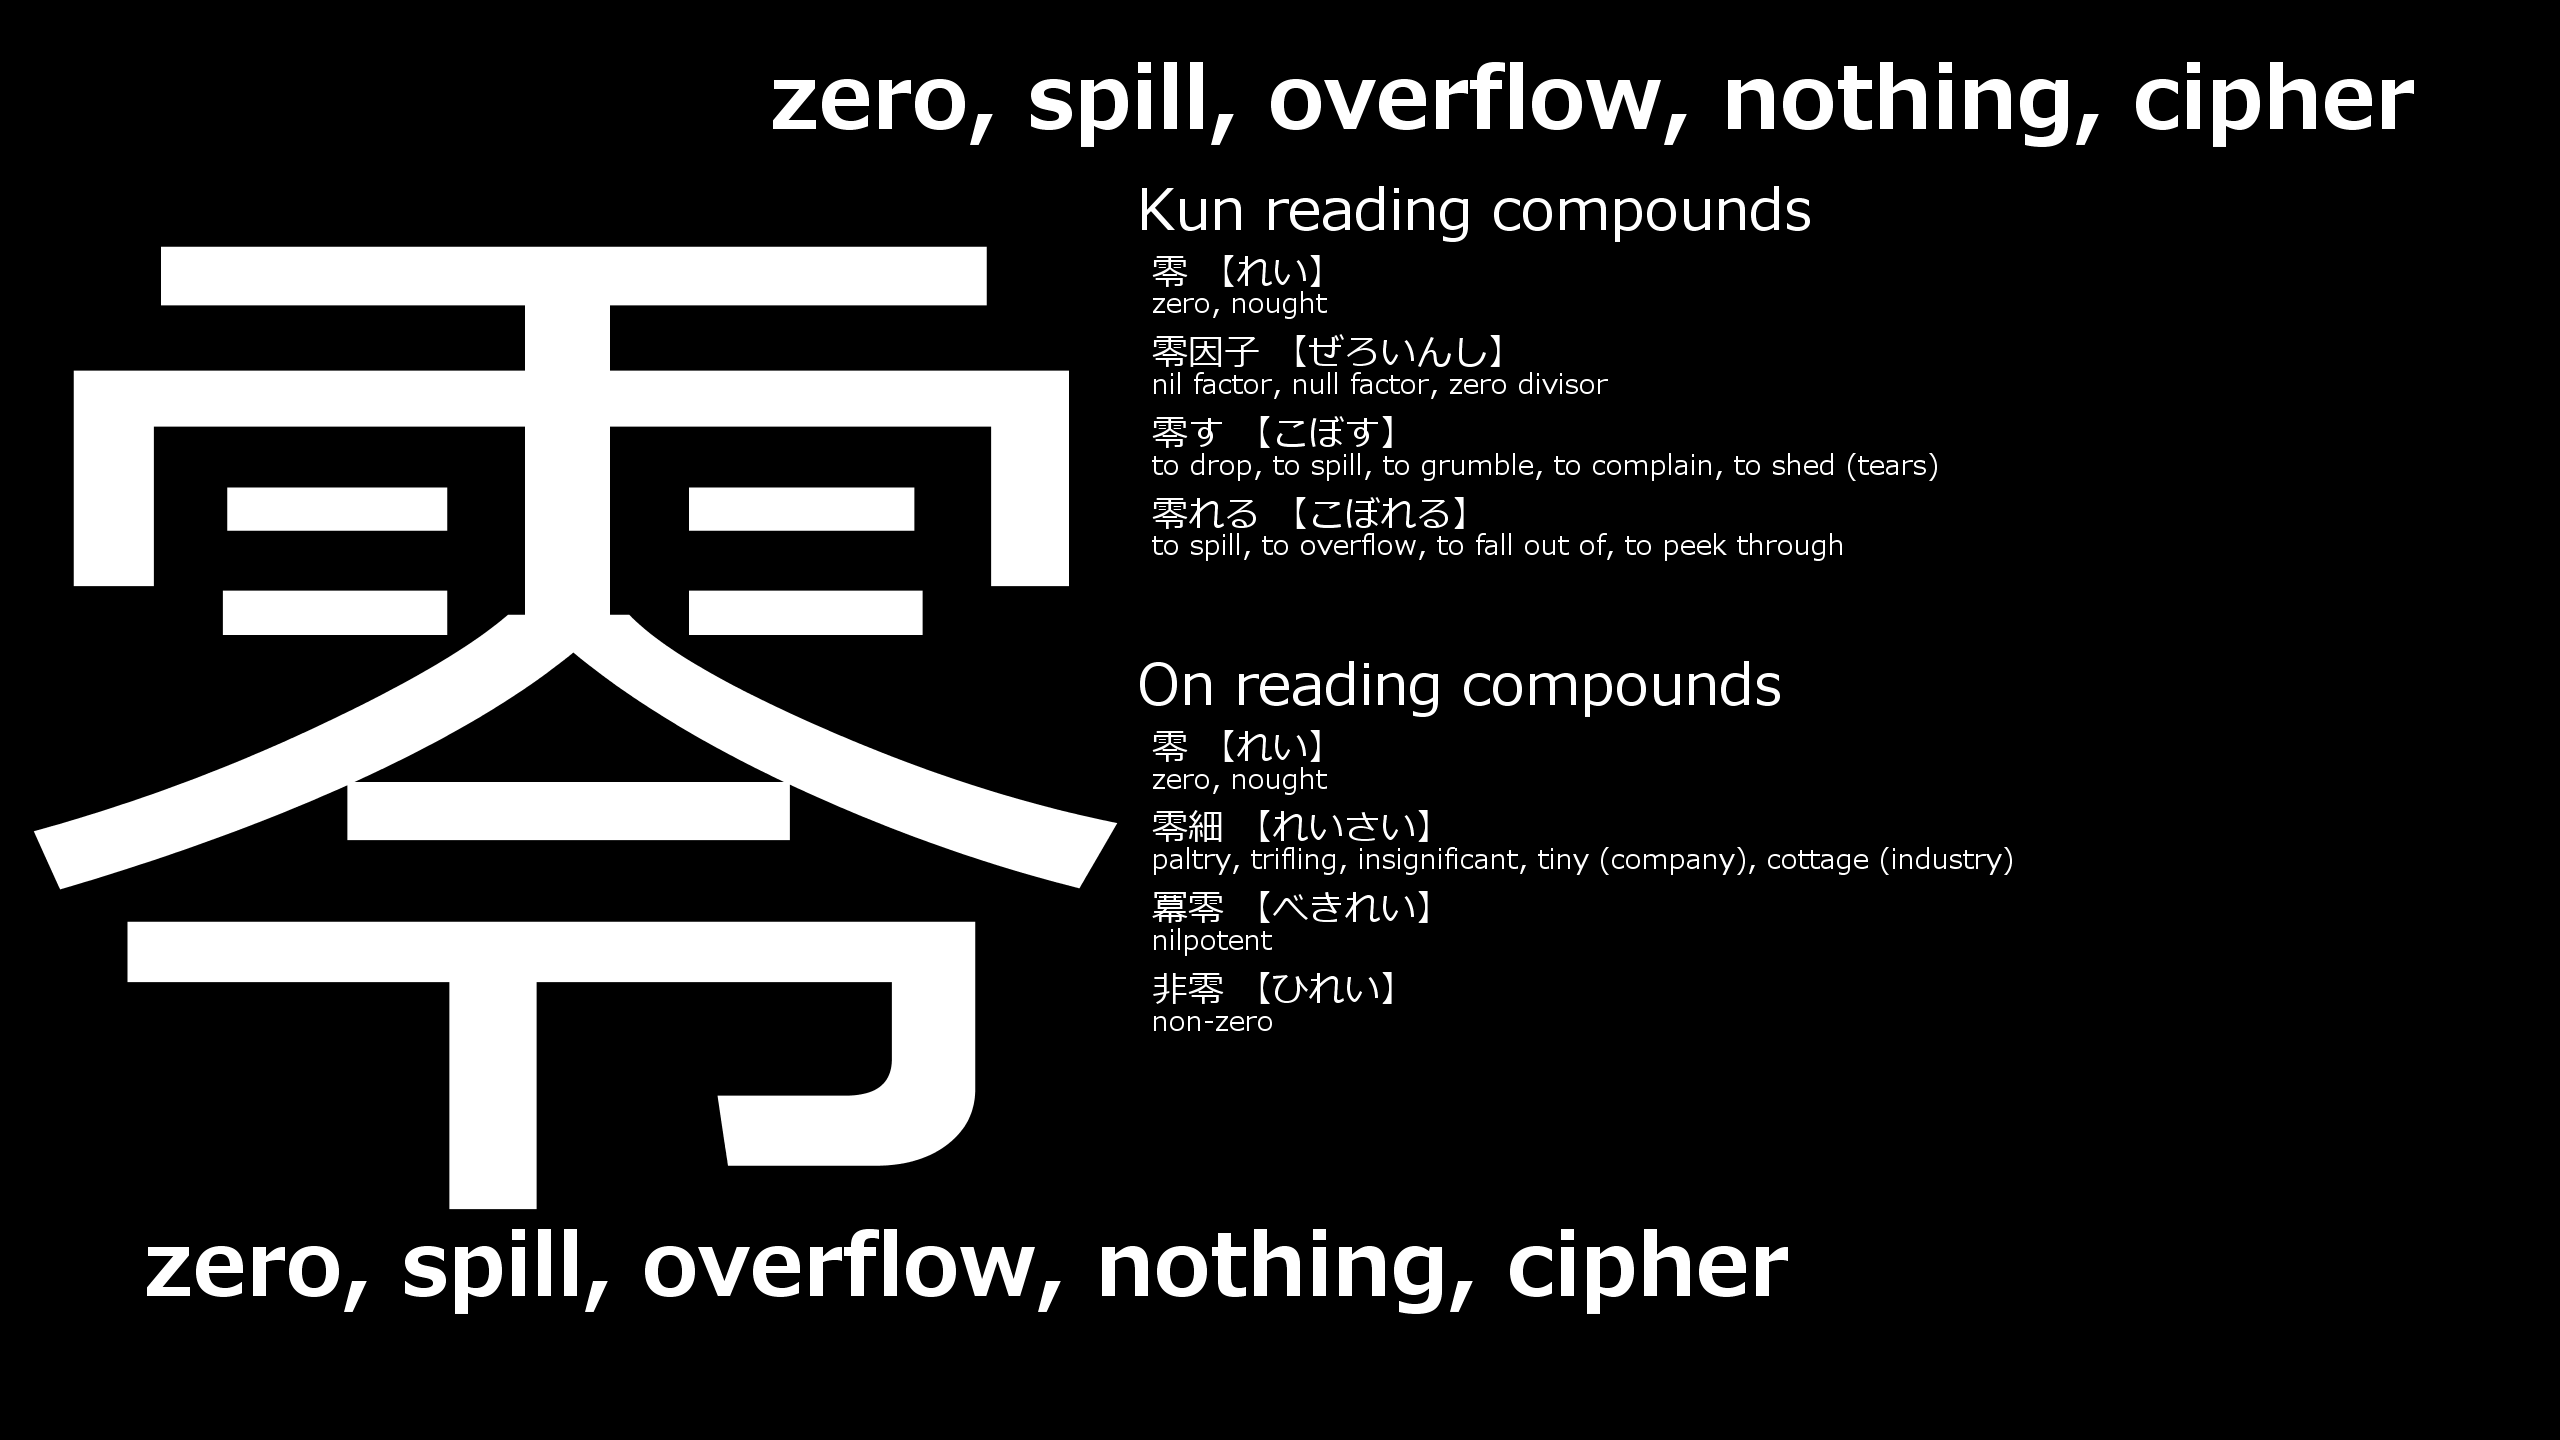 zero, spill, overflow, nothing, cipher
零
Kun reading compounds
零 【れい】
zero, nought
零因子 【ぜろいんし】
nil factor, null factor, zero divisor
零す 【こぼす】
to drop, to spill, to grumble, to complain, to shed (tears)
零れる 【こぼれる】
to spill, to overflow, to fall out of, to peek through
On reading compounds
零 【れい】
zero, nought
零細 【れいさい】
paltry, trifling, insignificant, tiny (company), cottage (industry)
冪零 【べきれい】
nilpotent
非零 【ひれい】
non-zero
zero, spill, overflow, nothing, cipher